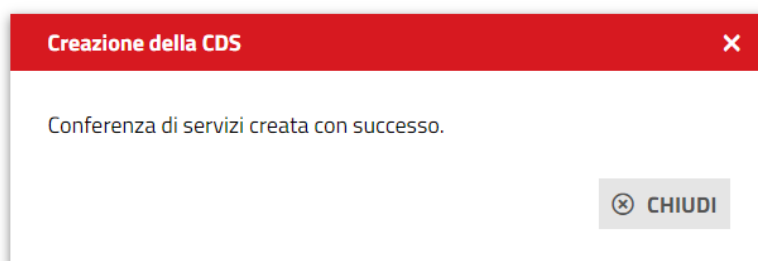 Creazione della CDS
Conferenza di servizi creata con successo.
CHIUDI